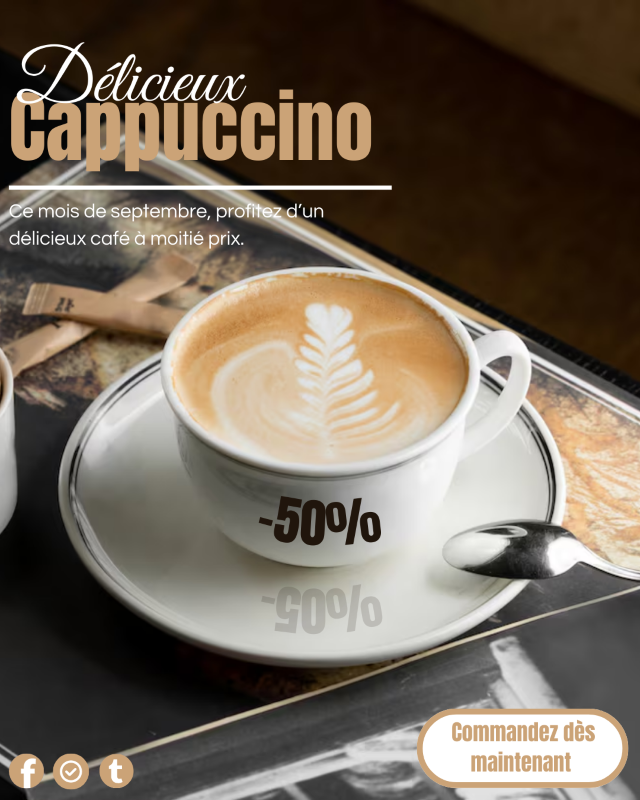 Délicieux
Cappuccino
Ce mois de septembre, profitez d’un
délicieux café à moitié prix.
-50%
-50%
Commandez dès
maintenant
f
t